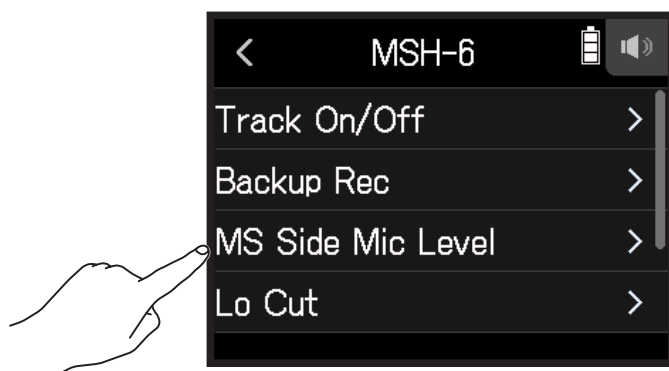 MSH-6
Track On/Off
Backup Rec
MS Side Mic Level
Lo Cut